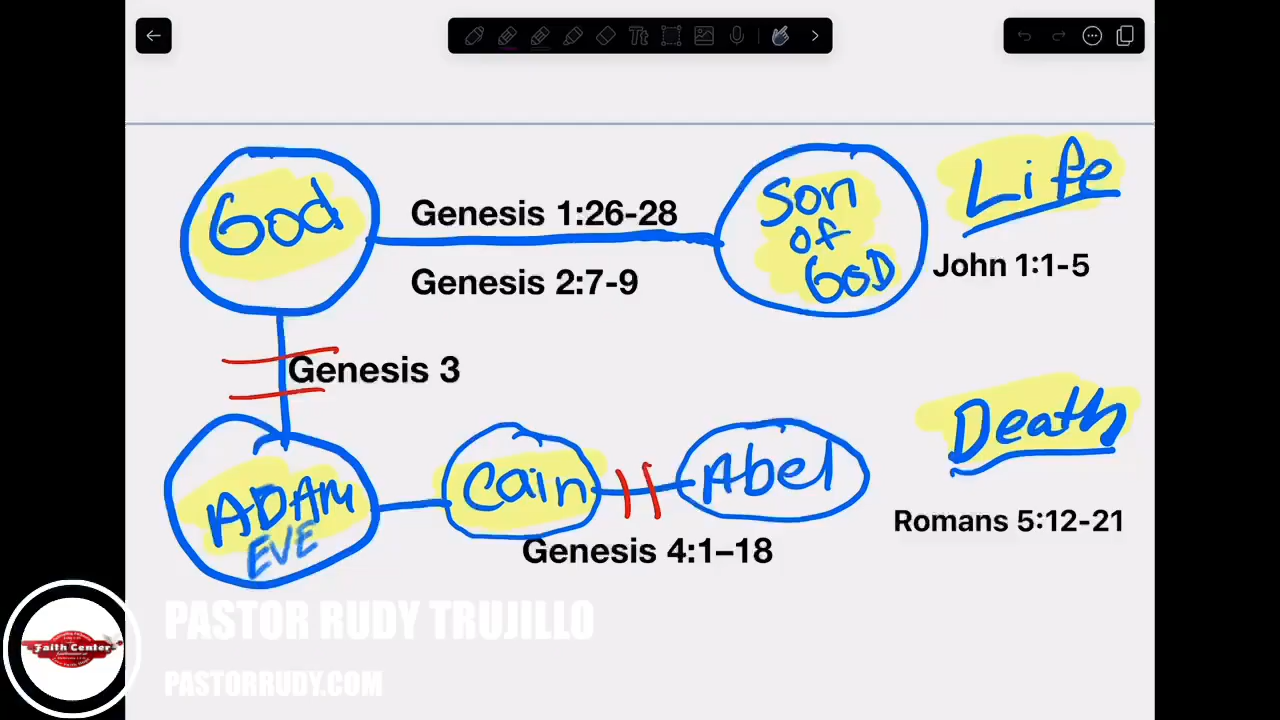 Tt
God
Genesis 1:26-28
Genesis 2:7-9
Son
of
GOD
Life
John 1:1-5
Genesis 3
ADAM
EVE
Cain
Abel
Genesis 4:1–18
Death
Romans 5:12-21
PASTOR RUDY TRUJILLO
PASTORRUDY.COM
Faith Center